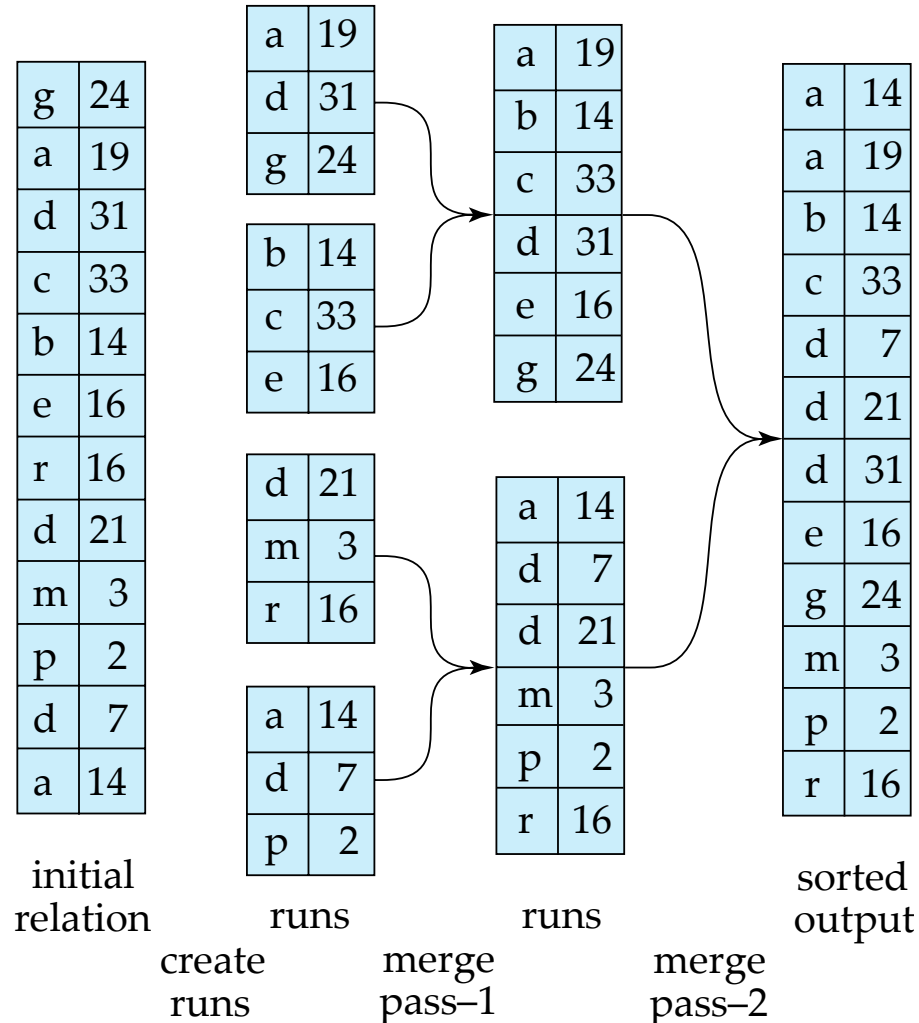 g 24
a 19
d 31
c 33
b 14
e 16
r 16
d 21
m 3
p 2
d 7
a 14
initial
relation
create
runs
a 19
d 31
g 24
b 14
c 33
e 16
d 21
m 3
r 16
a 14
d 7
p 2
runs
merge
pass–1
a 19
b 14
c 33
d 31
e 16
g 24
a 14
d 7
d 21
m 3
p 2
r 16
runs
merge
pass–2
a 14
a 19
b 14
c 33
d 7
d 21
d 31
e 16
g 24
m 3
p 2
r 16
sorted
output